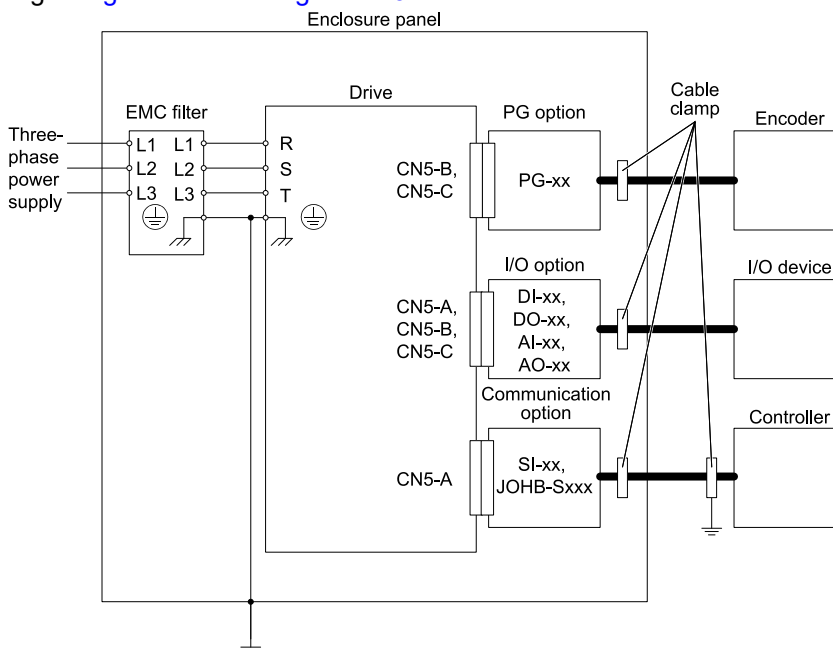 Enclosure panel
Drive
EMC filter
Three-
phase
power
supply
L1 L1
L2 L2
L3 L3
R
S
T
PG option
CN5-B,
CN5-C
PG-xx
Cable
clamp
Encoder
I/O option
CN5-A,
CN5-B,
CN5-C
DI-xx,
DO-xx,
AI-xx,
AO-xx
I/O device
Communication
option
CN5-A
SI-xx,
JOHB-Sxxx
Controller